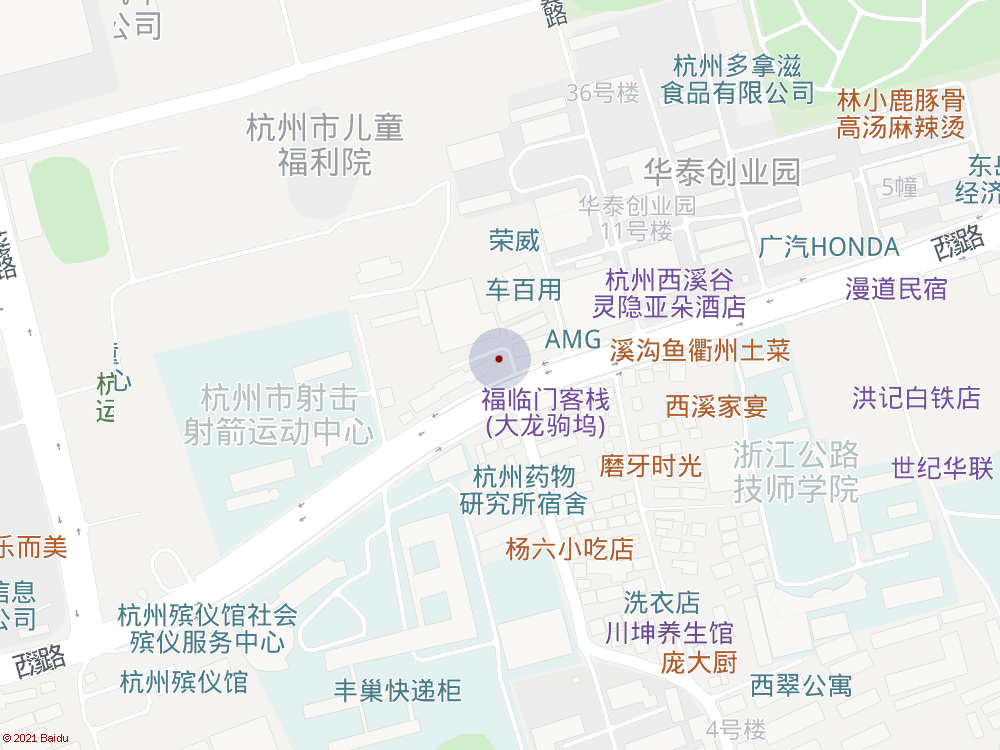 公司
路
杭州多拿滋
食品有限公司
36号楼
林小鹿豚骨
高汤麻辣烫
杭州市儿童
福利院
华泰创业园
5幢
东岳
经济
华泰创业园
11号楼
荣威
广汽HONDA
西溪路
路
车百用
杭州西溪谷
灵隐亚朵酒店
漫道民宿
AMG
溪沟鱼衢州土菜
心
杭
运
杭州市射击
射箭运动中心
福临门客栈
(大龙驹坞)
西溪家宴
洪记白铁店
浙江公路
技师学院
磨牙时光
世纪华联
杭州药物
研究所宿舍
乐而美
杨六小吃店
信息
公司
洗衣店
杭州殡仪馆社会
殡仪服务中心
川坤养生馆
西溪路
庞大厨
杭州殡仪馆
丰巢快递柜
西翠公寓
4号楼
© 2021 Baidu